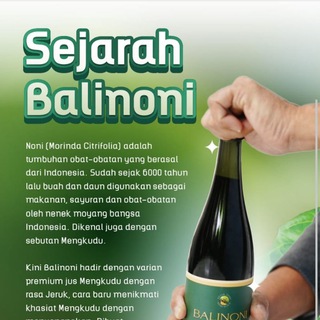 Sejarah
Balinoni
Noni (Morinda Citrifolia) adalah
tumbuhan obat-obatan yang berasal
dari Indonesia. Sudah sejak 6000 tahun
lalu buah dan daun digunakan sebagai
makanan, sayuran dan obat-obatan
oleh nenek moyang bangsa
Indonesia. Dikenal juga dengan
sebutan Mengkudu.
Kini Balinoni hadir dengan varian
premium jus Mengkudu dengan
rasa Jeruk, cara baru menikmati
khasiat Mengkudu dengan
BALINONI